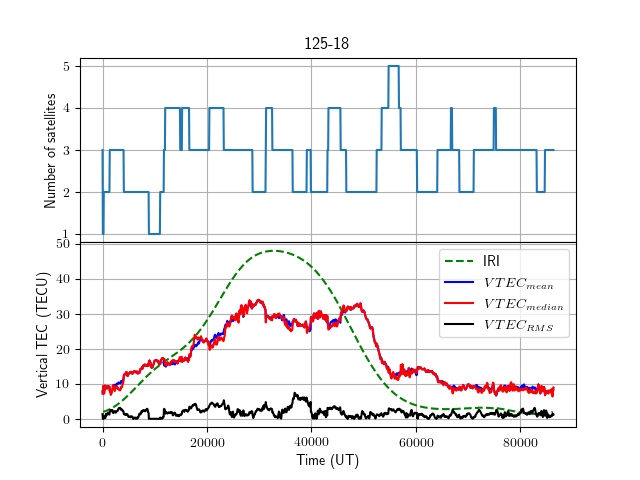 125-18
Number of satellites
5
4
3
2
1
Vertical TEC (TECU)
50
40
30
20
10
0
IRI
VTEC_mean
VTEC_median
VTEC_RMS
0 20000 40000 60000 80000
Time (UT)